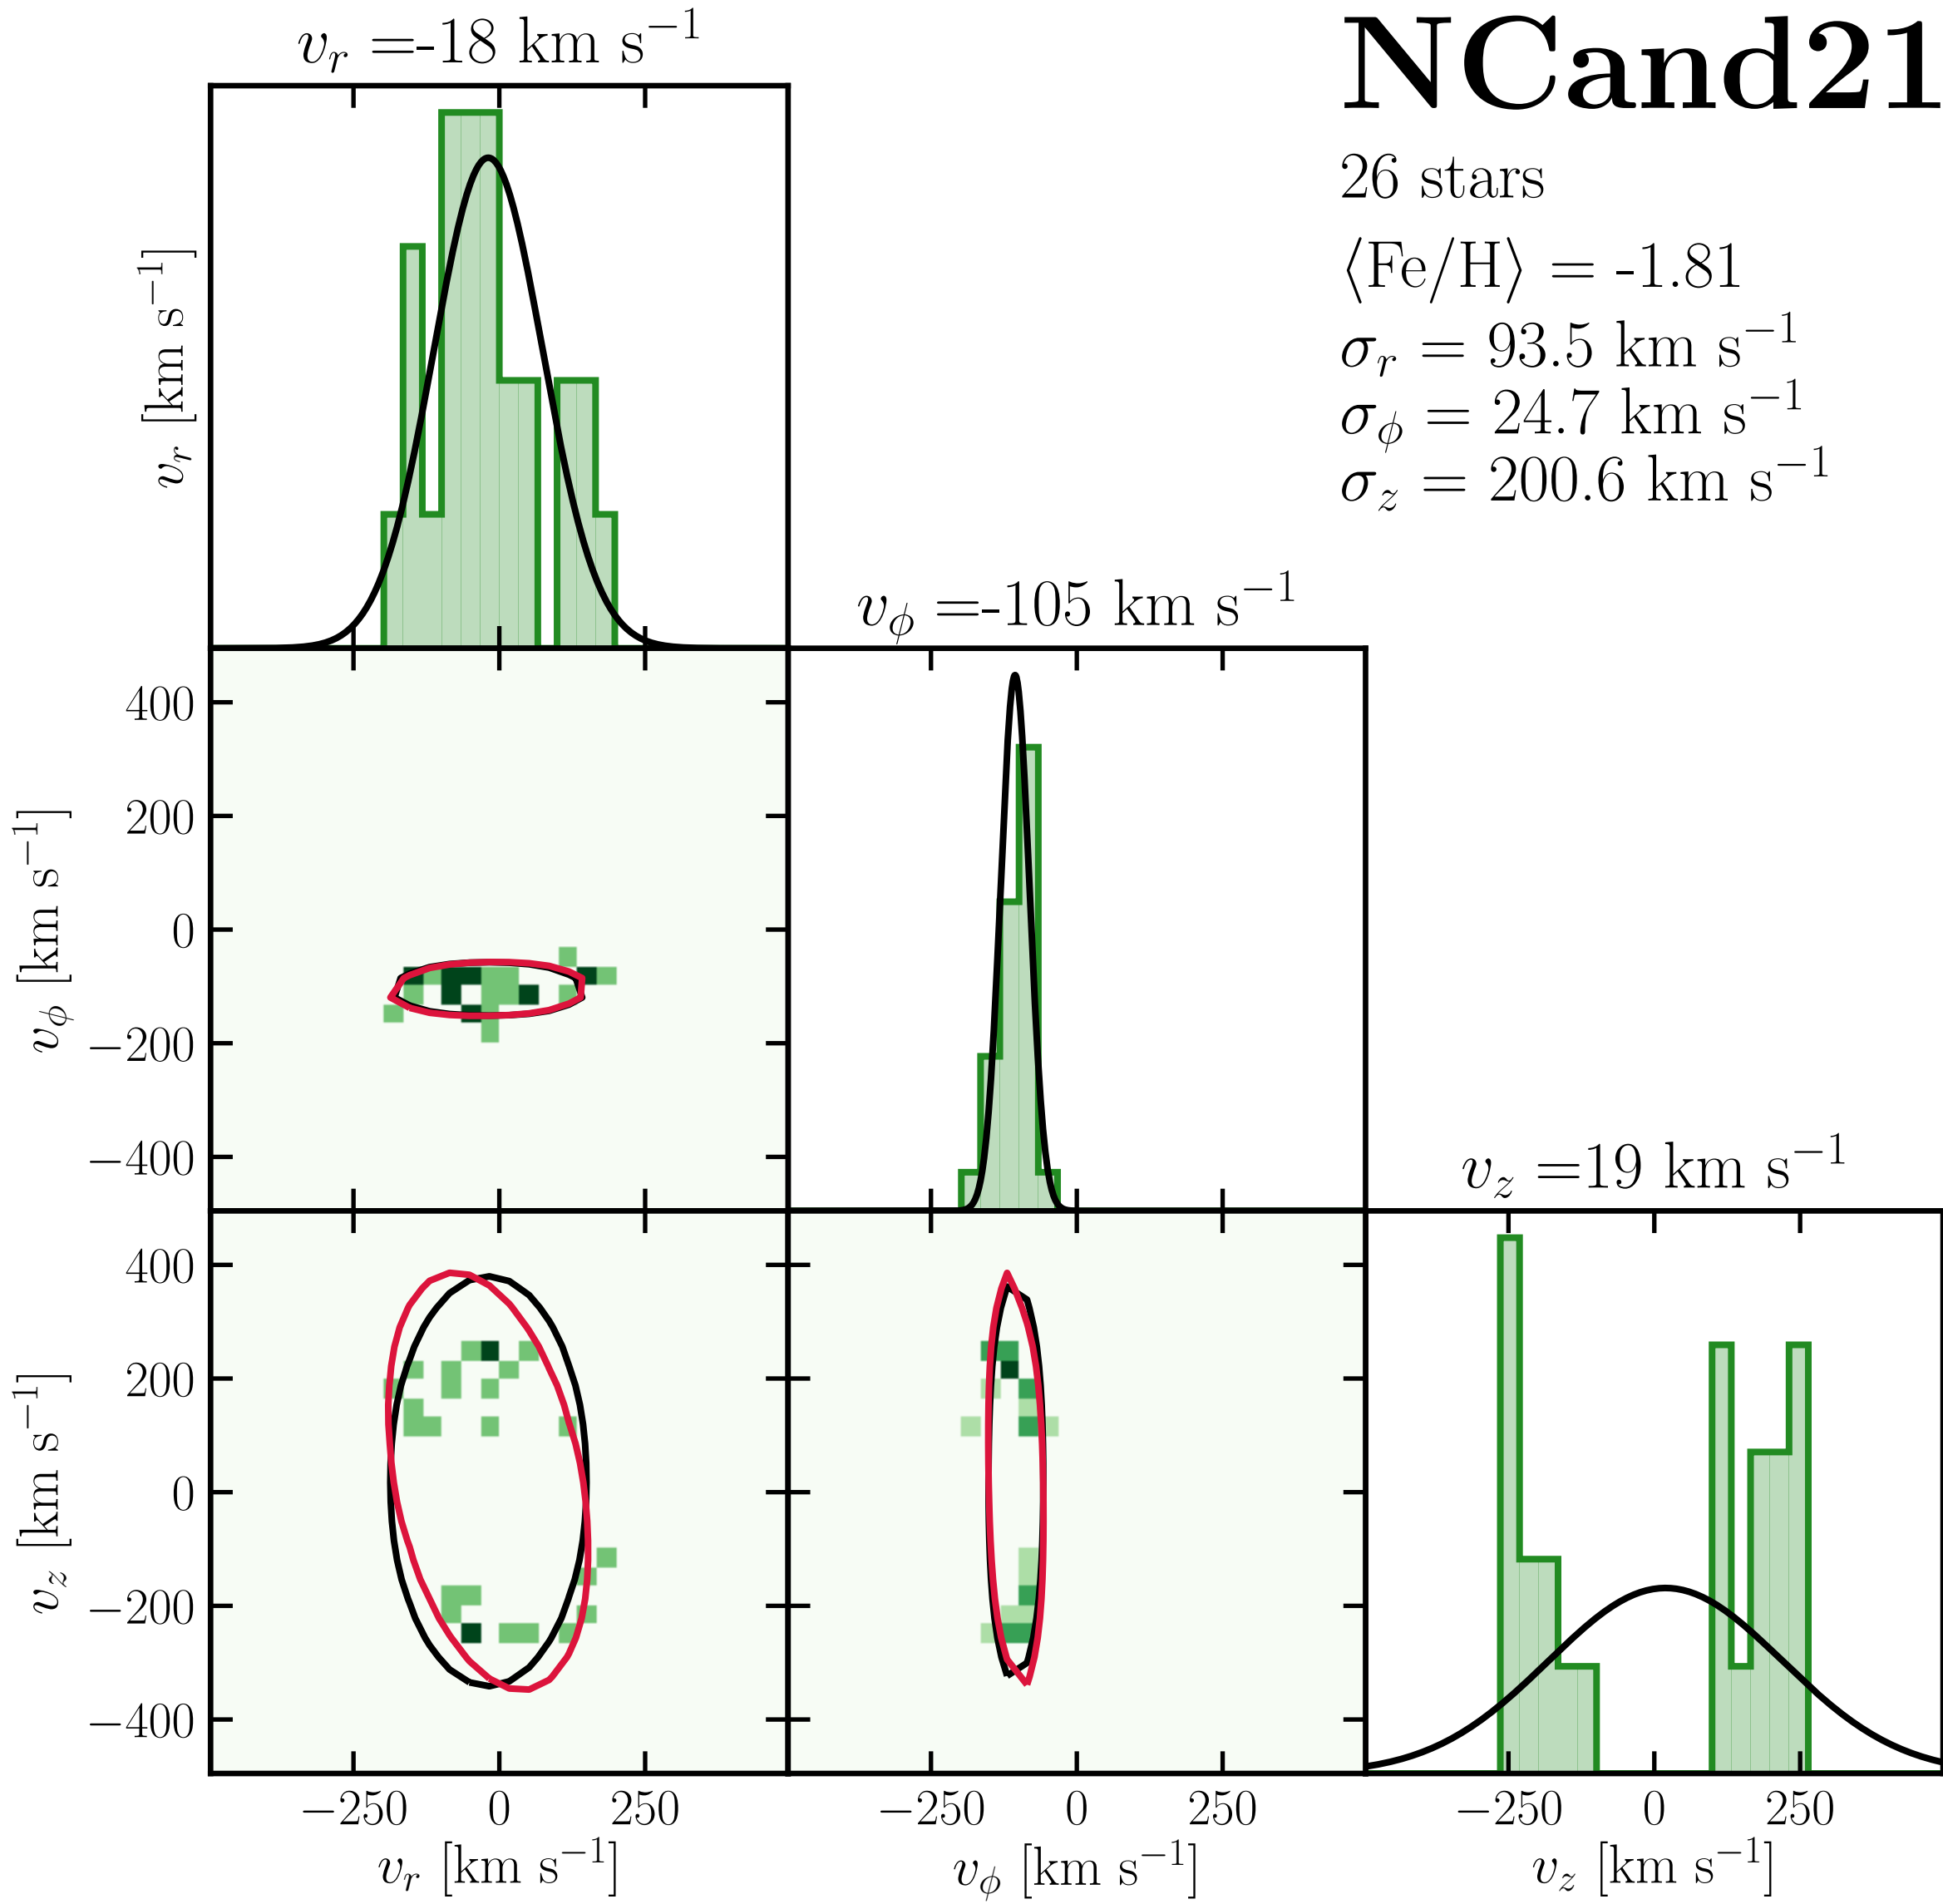 v_r =-18 km s⁻¹
NCand21
26 stars
⟨Fe/H⟩ = -1.81
σ_r = 93.5 km s⁻¹
σ_ϕ = 24.7 km s⁻¹
σ_z = 200.6 km s⁻¹
v_r [km s⁻¹]
v_ϕ =-105 km s⁻¹
400
200
0
−200
−400
v_ϕ [km s⁻¹]
v_z =19 km s⁻¹
400
200
0
−200
−400
v_z [km s⁻¹]
−250 0 250
−250 0 250
−250 0 250
v_r [km s⁻¹]
v_ϕ [km s⁻¹]
v_z [km s⁻¹]